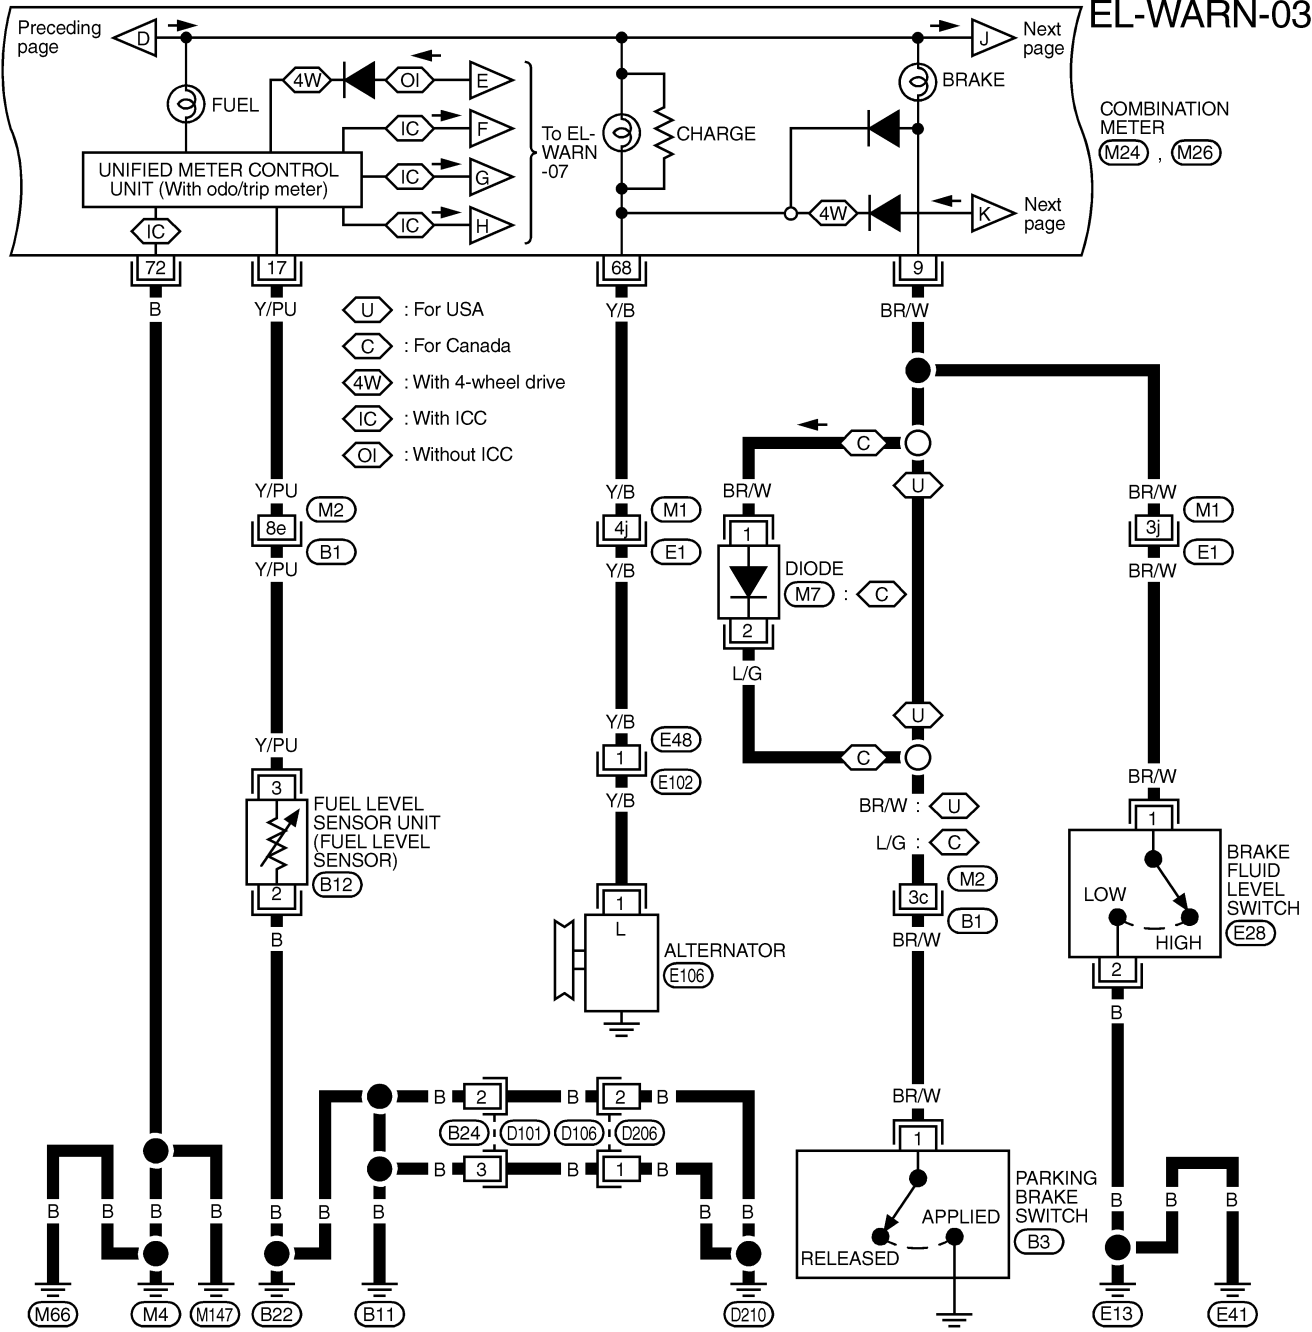 EL-WARN-03
Preceding
page
D
J
Next
page
FUEL
4W
OI
E
IC
F
IC
G
IC
H
To EL-
WARN
-07
CHARGE
BRAKE
COMBINATION
METER
M24 , M26
UNIFIED METER CONTROL
UNIT (With odo/trip meter)
IC
4W
K
Next
page
72
17
68
9
B
Y/PU
Y/B
BR/W
U : For USA
C : For Canada
4W : With 4-wheel drive
IC : With ICC
OI : Without ICC
C
U
Y/PU
8e
M2
B1
Y/PU
Y/B
4j
M1
E1
Y/B
BR/W
1
DIODE
M7 : C
2
L/G
BR/W
3j
M1
E1
BR/W
U
C
Y/PU
3
FUEL LEVEL
SENSOR UNIT
(FUEL LEVEL
SENSOR)
B12
2
B
Y/B
1
E48
E102
Y/B
1
L
ALTERNATOR
E106
BR/W : U
L/G : C
3c
M2
B1
BR/W
BR/W
1
BRAKE
FLUID
LEVEL
SWITCH
E28
LOW
HIGH
2
B
B
2
B
2
B
B24
D101
D106
D206
B
3
B
1
B
BR/W
1
PARKING
BRAKE
SWITCH
B3
APPLIED
RELEASED
B
B
B
B
B
B
B
B
B
B
B
B
M66
M4
M147
B22
B11
D210
E13
E41